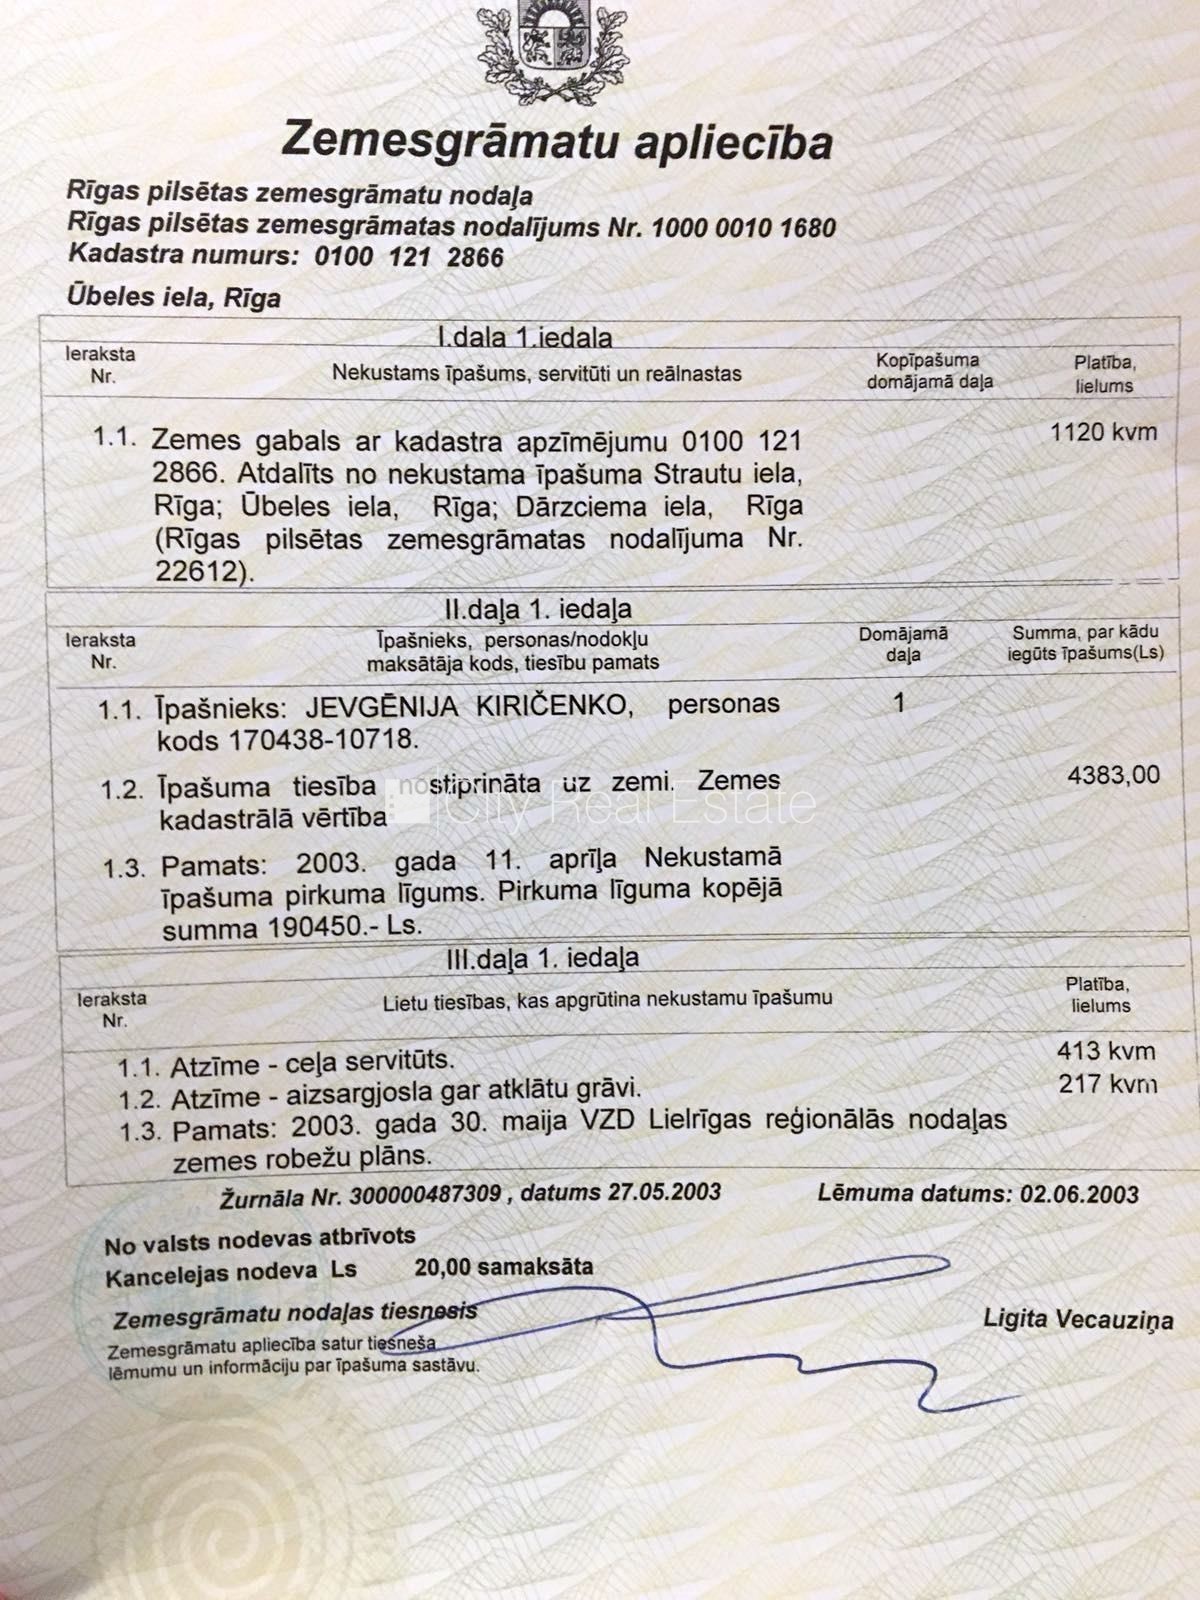 Zemesgrāmatu apliecība
Rīgas pilsētas zemesgrāmatu nodaļa
Rīgas pilsētas zemesgrāmatas nodalījums Nr. 1000 0010 1680
Kadastra numurs: 0100 121 2866
Ūbeles iela, Rīga
I.daļa 1.iedaļa
Ieraksta Nr.
Nekustams īpašums, servitūti un reālnastas
Kopīpašuma
domājamā daļa
Platība,
lielums
1.1. Zemes gabals ar kadastra apzīmējumu 0100 121 1120 kvm
2866. Atdalīts no nekustama īpašuma Strautu iela,
Rīga; Ūbeles iela, Rīga; Dārzciema iela, Rīga
(Rīgas pilsētas zemesgrāmatas nodalījuma Nr.
22612).
II.daļa 1. iedaļa
Ieraksta Nr.
Īpašnieks, personas/nodokļu
maksātāja kods, tiesību pamats
Domājamā
daļa
Summa, par kādu
iegūts īpašums(Ls)
1.1. Īpašnieks: JEVGĒNIJA KIRIČENKO, personas 1
kods 170438-10718.
1.2. Īpašuma tiesība nostiprināta uz zemi. Zemes 4383,00
kadastrālā vērtība
City Real Estate
1.3. Pamats: 2003. gada 11. aprīļa Nekustamā
īpašuma pirkuma līgums. Pirkuma līguma kopējā
summa 190450.- Ls.
III.daļa 1. iedaļa
Ieraksta Nr.
Lietu tiesības, kas apgrūtina nekustamu īpašumu
Platība,
lielums
1.1. Atzīme - ceļa servitūts. 413 kvm
1.2. Atzīme - aizsargjosla gar atklātu grāvi. 217 kvm
1.3. Pamats: 2003. gada 30. maija VZD Lielrīgas reģionālās nodaļas
zemes robežu plāns.
Žurnāla Nr. 300000487309 , datums 27.05.2003 Lēmuma datums: 02.06.2003
No valsts nodevas atbrīvots
Kancelejas nodeva Ls 20,00 samaksāta
Zemesgrāmatu nodaļas tiesnesis Ligita Vecauziņa
Zemesgrāmatu apliecība satur tiesneša
lēmumu un informāciju par īpašuma sastāvu.